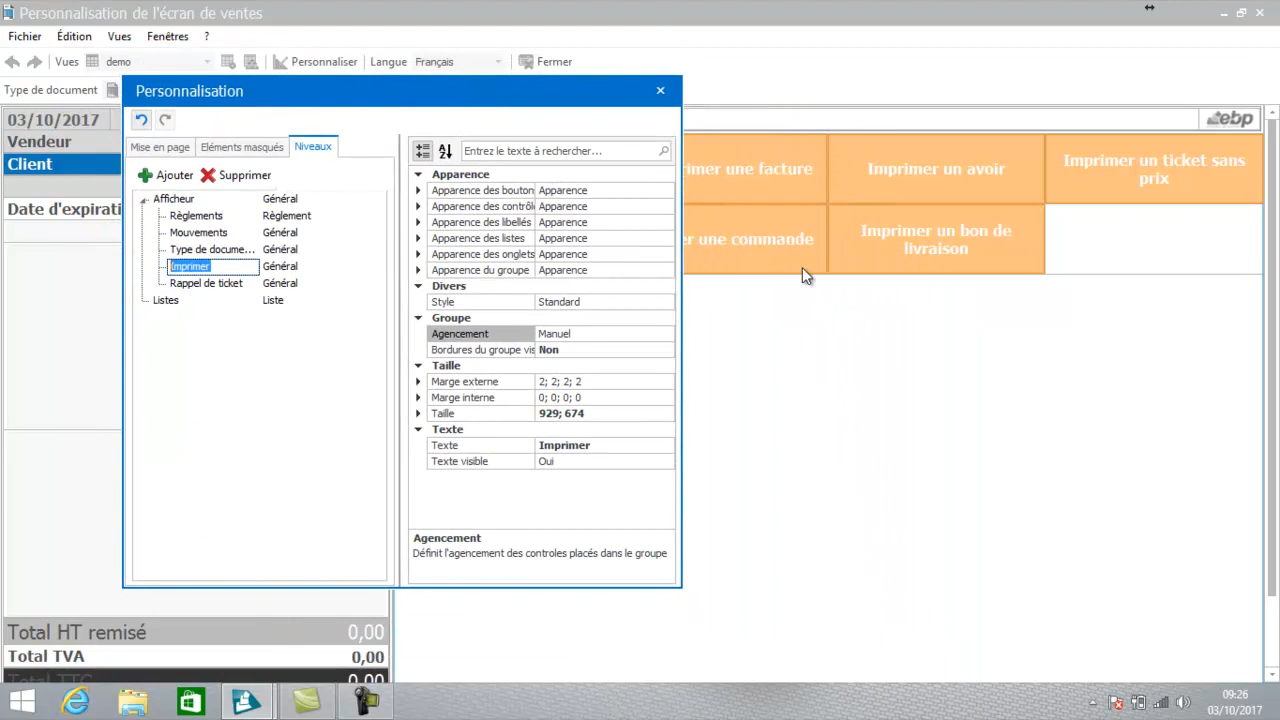 Personnalisation de l'écran de ventes
Fichier Édition Vues Fenêtres ?
Vues demo Personnaliser Langue Français Fermer
Type de document
Personnalisation
03/10/2017
Vendeur
Client
Date d'expirati
Mise en page Eléments masqués Niveaux
Ajouter Supprimer
Afficheur Général
Règlements Règlement
Mouvements Général
Type de docume... Général
Imprimer Général
Rappel de ticket Général
Listes Liste
Entrez le texte à rechercher...
Apparence
Apparence des bouton Apparence
Apparence des contrôl Apparence
Apparence des libellés Apparence
Apparence des listes Apparence
Apparence des onglets Apparence
Apparence du groupe Apparence
Divers
Style Standard
Groupe
Agencement Manuel
Bordures du groupe vis Non
Taille
Marge externe 2; 2; 2; 2
Marge interne 0; 0; 0; 0
Taille 929; 674
Texte
Texte Imprimer
Texte visible Oui
Agencement
Définit l'agencement des controles placés dans le groupe
ebp
imer une facture
Imprimer un avoir
Imprimer un ticket sans
prix
er une commande
Imprimer un bon de
livraison
Total HT remisé 0,00
Total TVA 0,00
Total TTC 0,00
09:26
03/10/2017